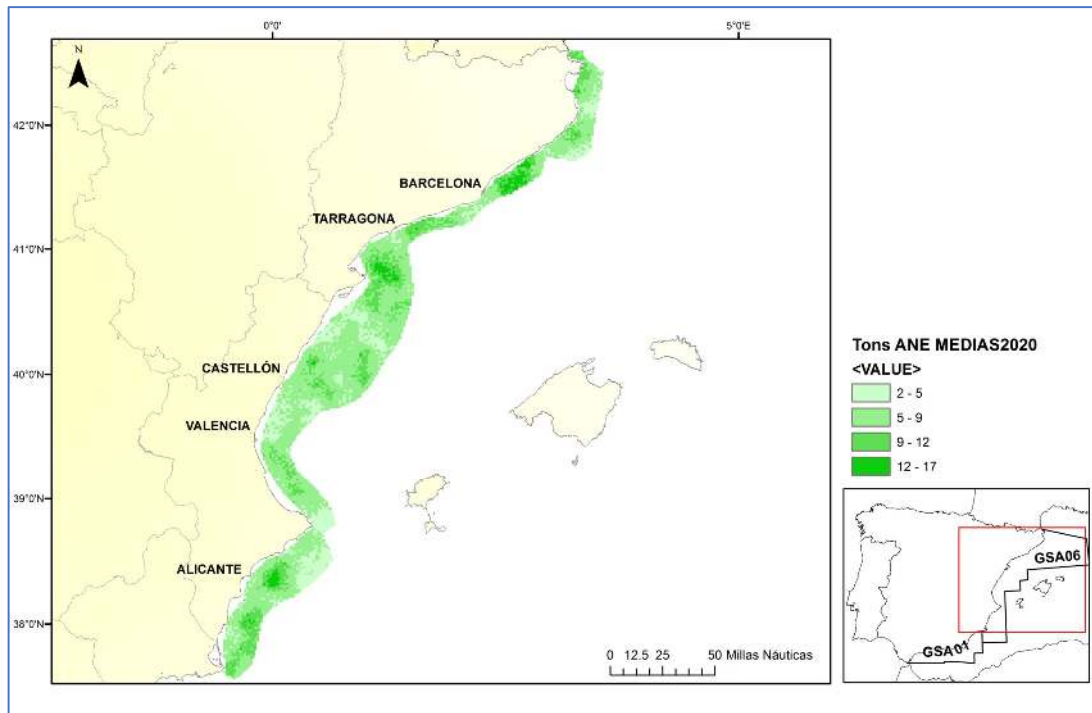 0°0'
5°0'E
N
42°0'N
BARCELONA
TARRAGONA
41°0'N
CASTELLÓN
40°0'N
VALENCIA
39°0'N
ALICANTE
38°0'N
0 12.5 25 50 Millas Náuticas
Tons ANE MEDIAS2020
<VALUE>
2 - 5
5 - 9
9 - 12
12 - 17
GSA06
GSA 01